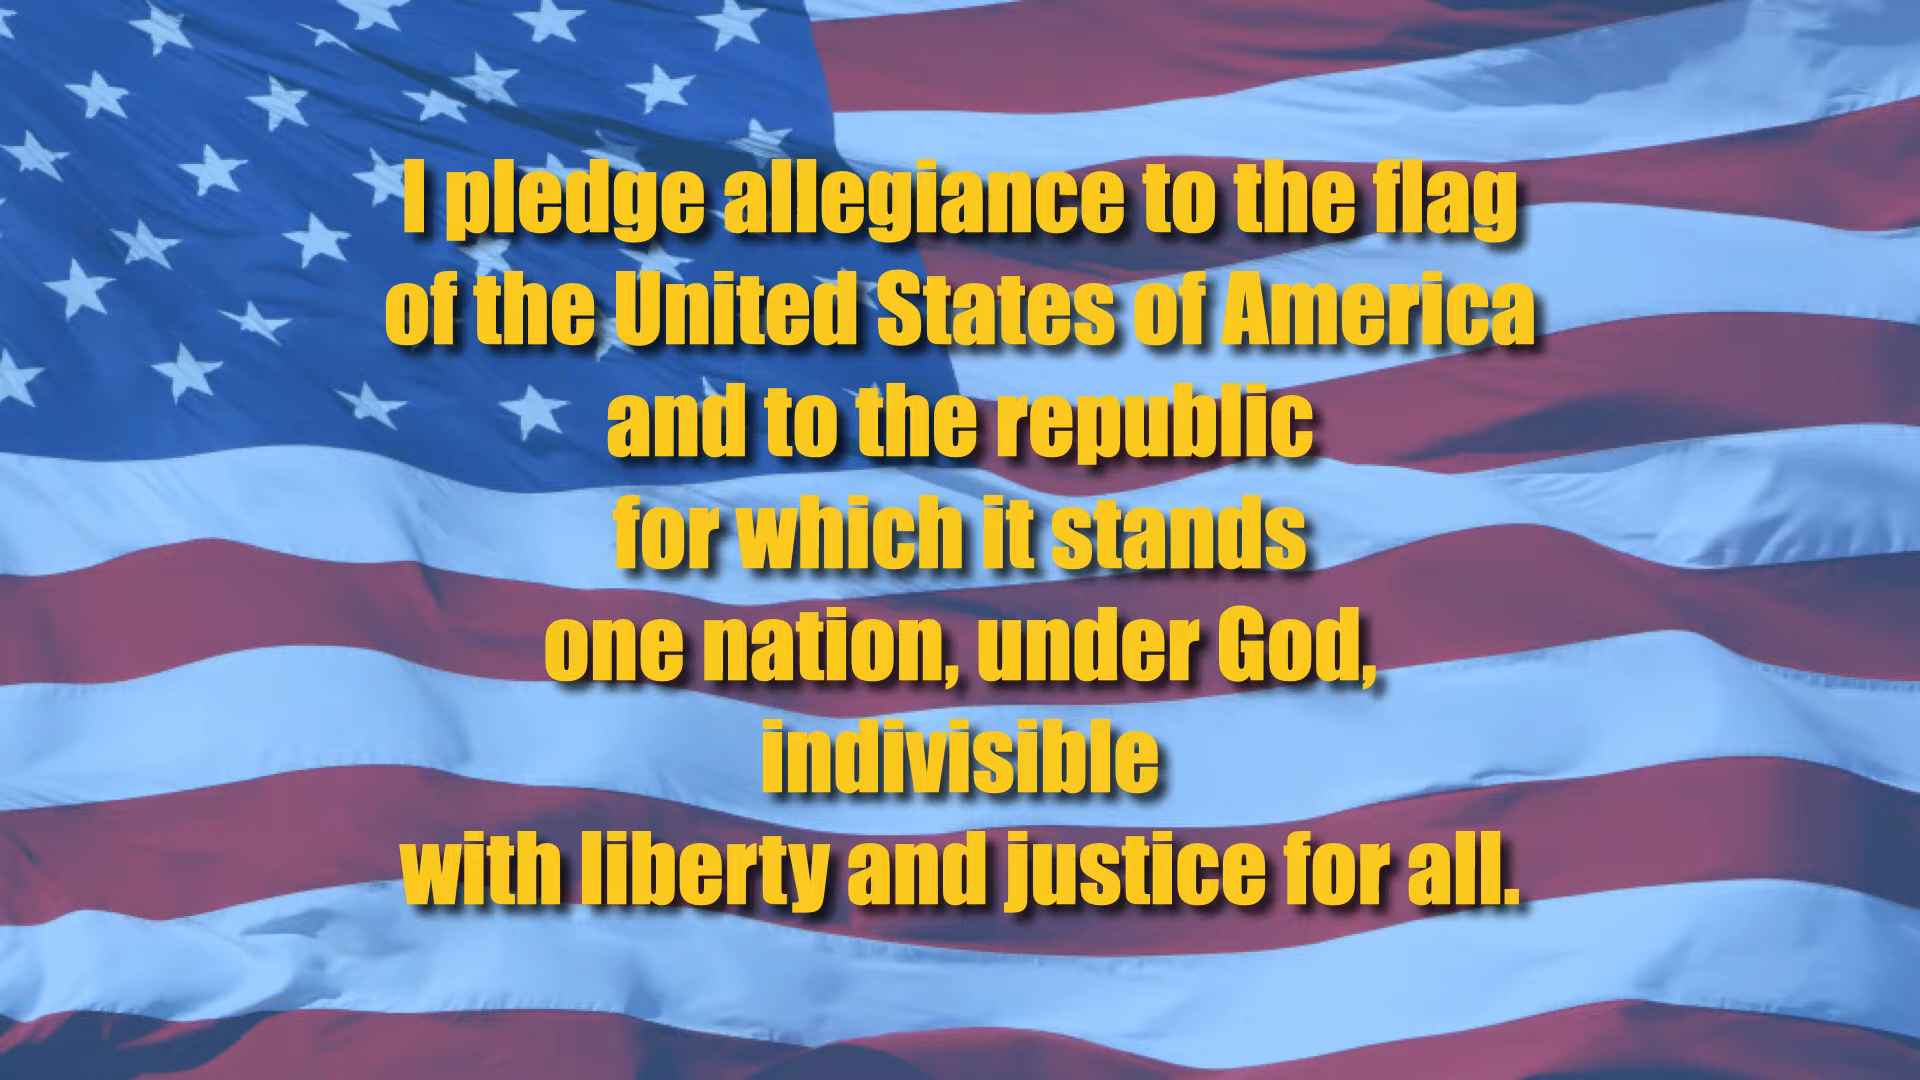 I pledge allegiance to the flag
of the United States of America
and to the republic
for which it stands
one nation, under God,
indivisible
with liberty and justice for all.